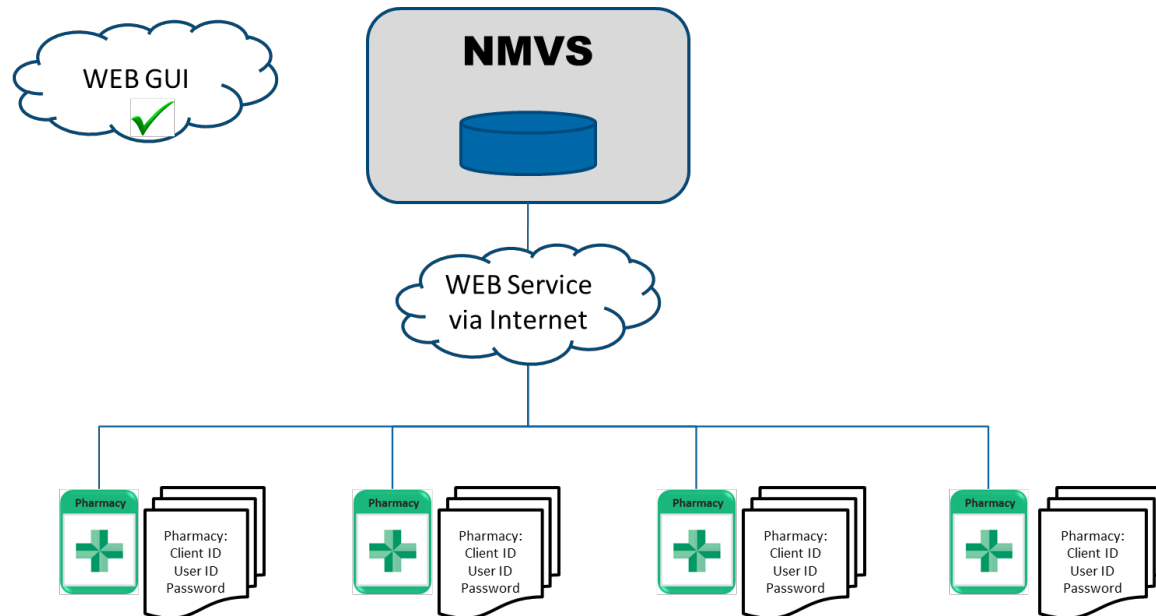 WEB GUI
NMVS
WEB Service
via Internet
Pharmacy
Pharmacy:
Client ID
User ID
Password
Pharmacy
Pharmacy:
Client ID
User ID
Password
Pharmacy
Pharmacy:
Client ID
User ID
Password
Pharmacy
Pharmacy:
Client ID
User ID
Password